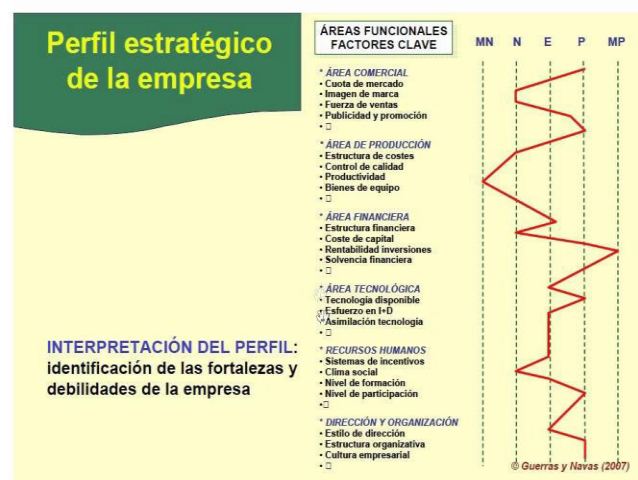 Perfil estratégico
de la empresa
ÁREAS FUNCIONALES
FACTORES CLAVE
MN N E P MP
* ÁREA COMERCIAL
• Cuota de mercado
• Imagen de marca
• Fuerza de ventas
• Publicidad y promoción
• □
* ÁREA DE PRODUCCIÓN
• Estructura de costes
• Control de calidad
• Productividad
• Bienes de equipo
• □
* ÁREA FINANCIERA
• Estructura financiera
• Coste de capital
• Rentabilidad inversiones
• Solvencia financiera
• □
* ÁREA TECNOLÓGICA
• Tecnología disponible
• Esfuerzo en I+D
• Asimilación tecnología
• □
* RECURSOS HUMANOS
• Sistemas de incentivos
• Clima social
• Nivel de formación
• Nivel de participación
•□
* DIRECCIÓN Y ORGANIZACIÓN
• Estilo de dirección
• Estructura organizativa
• Cultura empresarial
• □
INTERPRETACIÓN DEL PERFIL:
identificación de las fortalezas y
debilidades de la empresa
© Guerras y Navas (2007)